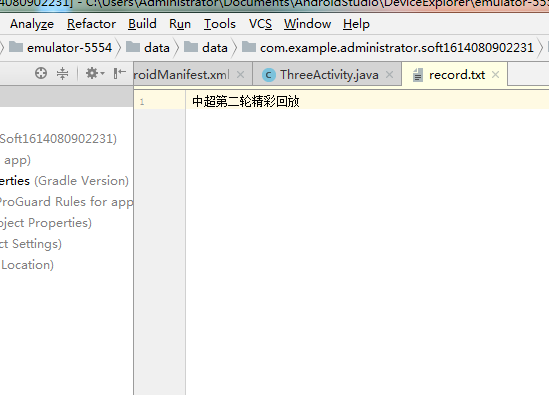 4080902231] - C:\Users\Administrator\Documents\AndroidStudio\DeviceExplorer\emulator-555
Analyze Refactor Build Run Tools VCS Window Help
emulator-5554 data data com.example.administrator.soft1614080902231
roidManifest.xml ThreeActivity.java record.txt
1 中超第二轮精彩回放
Soft1614080902231)
app)
erties (Gradle Version)
ProGuard Rules for app
oject Properties)
ct Settings)
Location)